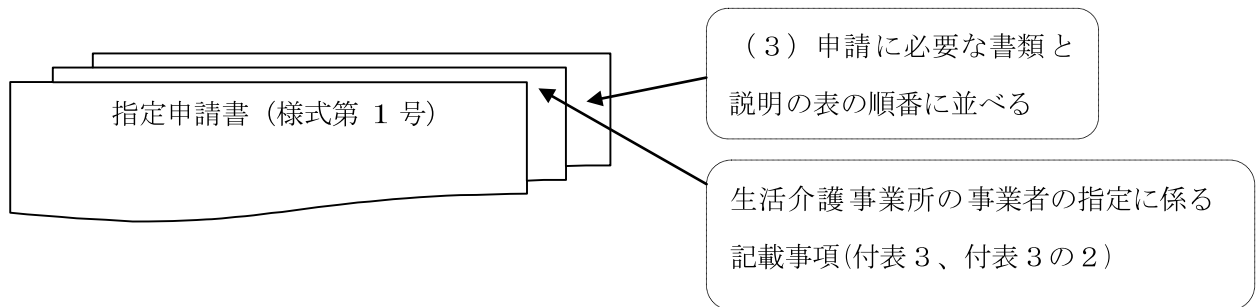 指定申請書（様式第 1 号）
（３）申請に必要な書類と
説明の表の順番に並べる
生活介護事業所の事業者の指定に係る
記載事項(付表３、付表３の２)